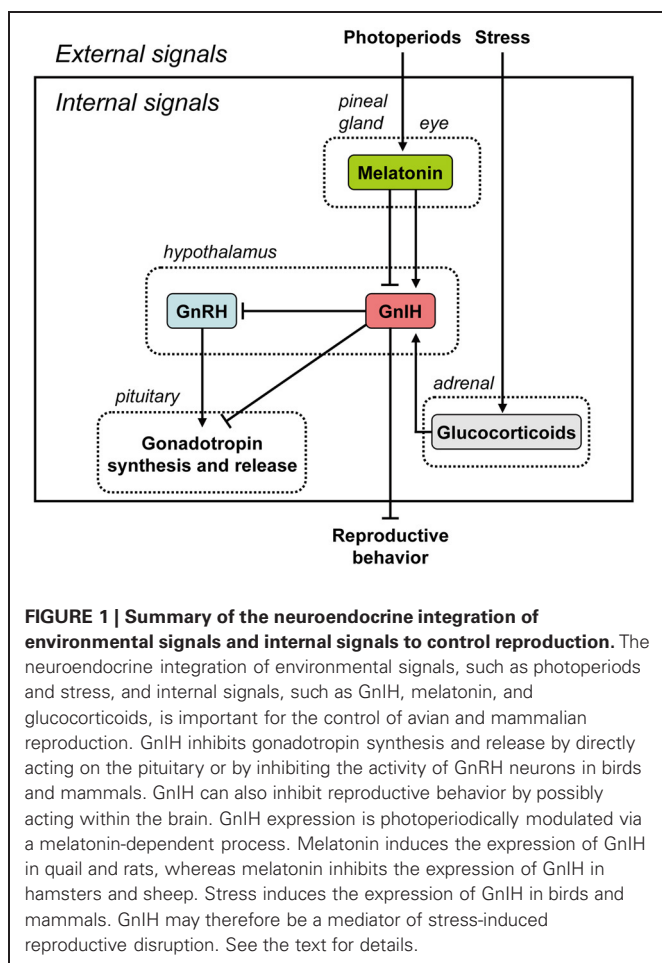 Photoperiods Stress
External signals
Internal signals
pineal
gland eye
Melatonin
hypothalamus
GnRH
GnIH
pituitary
adrenal
Gonadotropin
synthesis and release
Glucocorticoids
Reproductive
behavior
FIGURE 1 | Summary of the neuroendocrine integration of
environmental signals and internal signals to control reproduction. The
neuroendocrine integration of environmental signals, such as photoperiods
and stress, and internal signals, such as GnIH, melatonin, and
glucocorticoids, is important for the control of avian and mammalian
reproduction. GnIH inhibits gonadotropin synthesis and release by directly
acting on the pituitary or by inhibiting the activity of GnRH neurons in birds
and mammals. GnIH can also inhibit reproductive behavior by possibly
acting within the brain. GnIH expression is photoperiodically modulated via
a melatonin-dependent process. Melatonin induces the expression of GnIH
in quail and rats, whereas melatonin inhibits the expression of GnIH in
hamsters and sheep. Stress induces the expression of GnIH in birds and
mammals. GnIH may therefore be a mediator of stress-induced
reproductive disruption. See the text for details.